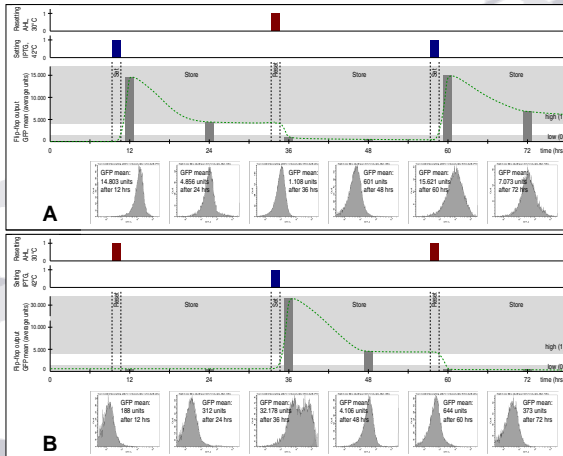 Resetting
AHL,
30°C
1
0
Setting
IPTG,
42°C
1
0
Flip-flop output
GFP mean (average units)
15.000
10.000
5.000
0
Set
Store
Reset
Store
Set
high (1
low (0
12
24
36
48
60
72
time (hrs
GFP mean:
14.803 units
after 12 hrs
GFP mean:
4.856 units
after 24 hrs
GFP mean:
1.108 units
after 36 hrs
GFP mean:
601 units
after 48 hrs
GFP mean:
15.621 units
after 60 hrs
GFP mean:
7.073 units
after 72 hrs
A
Resetting
AHL,
30°C
1
0
Setting
IPTG,
42°C
1
0
Flip-flop output
GFP mean (average units)
30.000
10.000
5.000
0
Reset
Store
Set
Store
Reset
Store
high (1
low (0
12
24
36
48
60
72
time (hrs
GFP mean:
188 units
after 12 hrs
GFP mean:
312 units
after 24 hrs
GFP mean:
32.178 units
after 36 hrs
GFP mean:
4.106 units
after 48 hrs
GFP mean:
644 units
after 60 hrs
GFP mean:
373 units
after 72 hrs
B